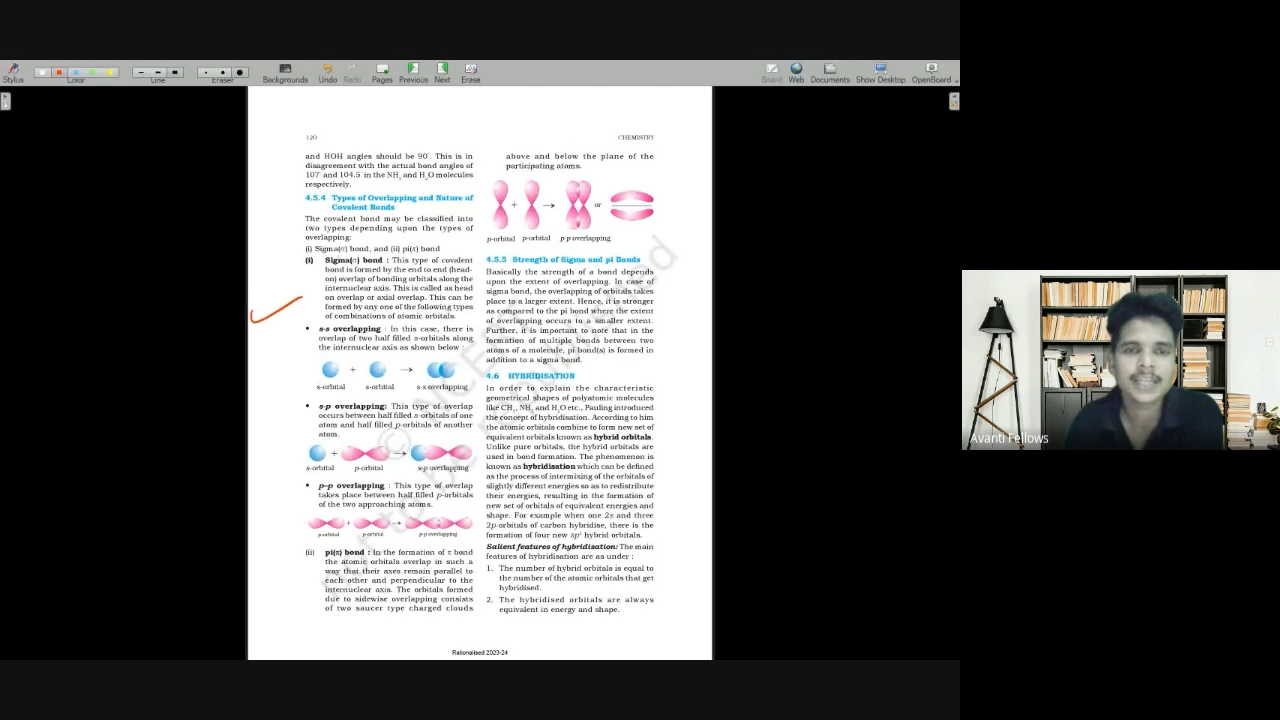 Stylus
Color
Line
Eraser
Backgrounds
Undo
Redo
Pages
Previous
Next
Erase
Board
Web
Documents
Show Desktop
OpenBoard
120
CHEMISTRY
and HOH angles should be 90°. This is in
disagreement with the actual bond angles of
107° and 104.5° in the NH3 and H2O molecules
respectively.
4.5.4 Types of Overlapping and Nature of
Covalent Bonds
The covalent bond may be classified into
two types depending upon the types of
overlapping:
(i) Sigma(σ) bond, and (ii) pi(π) bond
(i) Sigma(σ) bond : This type of covalent
bond is formed by the end to end (head-
on) overlap of bonding orbitals along the
internuclear axis. This is called as head
on overlap or axial overlap. This can be
formed by any one of the following types
of combinations of atomic orbitals.
• s-s overlapping : In this case, there is
overlap of two half filled s-orbitals along
the internuclear axis as shown below :
+ →
s-orbital s-orbital s-s overlapping
• s-p overlapping: This type of overlap
occurs between half filled s-orbitals of one
atom and half filled p-orbitals of another
atom.
+ →
s-orbital p-orbital s-p overlapping
• p–p overlapping : This type of overlap
takes place between half filled p-orbitals
of the two approaching atoms.
+ →
p-orbital p-orbital p-p overlapping
(ii) pi(π) bond : In the formation of π bond
the atomic orbitals overlap in such a
way that their axes remain parallel to
each other and perpendicular to the
internuclear axis. The orbitals formed
due to sidewise overlapping consists
of two saucer type charged clouds
above and below the plane of the
participating atoms.
+ → or
p-orbital p-orbital p-p overlapping
4.5.5 Strength of Sigma and pi Bonds
Basically the strength of a bond depends
upon the extent of overlapping. In case of
sigma bond, the overlapping of orbitals takes
place to a larger extent. Hence, it is stronger
as compared to the pi bond where the extent
of overlapping occurs to a smaller extent.
Further, it is important to note that in the
formation of multiple bonds between two
atoms of a molecule, pi bond(s) is formed in
addition to a sigma bond.
4.6 HYBRIDISATION
In order to explain the characteristic
geometrical shapes of polyatomic molecules
like CH4, NH3 and H2O etc., Pauling introduced
the concept of hybridisation. According to him
the atomic orbitals combine to form new set of
equivalent orbitals known as hybrid orbitals.
Unlike pure orbitals, the hybrid orbitals are
used in bond formation. The phenomenon is
known as hybridisation which can be defined
as the process of intermixing of the orbitals of
slightly different energies so as to redistribute
their energies, resulting in the formation of
new set of orbitals of equivalent energies and
shape. For example when one 2s and three
2p-orbitals of carbon hybridise, there is the
formation of four new sp3 hybrid orbitals.
Salient features of hybridisation: The main
features of hybridisation are as under :
1. The number of hybrid orbitals is equal to
the number of the atomic orbitals that get
hybridised.
2. The hybridised orbitals are always
equivalent in energy and shape.
Rationalised 2023-24
Avanti Fellows